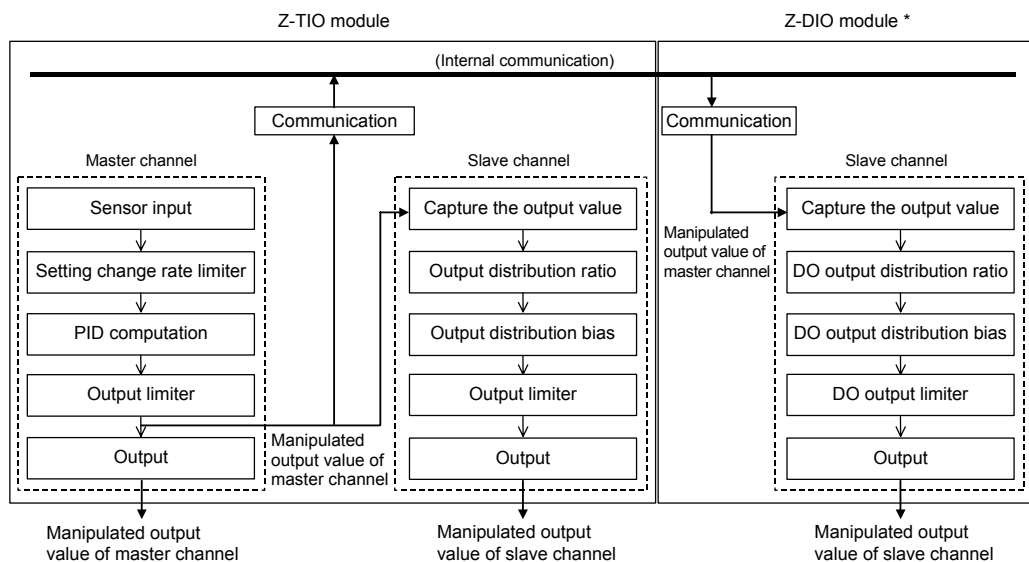 Z-TIO module
Z-DIO module *
(Internal communication)
Communication
Communication
Master channel
Sensor input
Setting change rate limiter
PID computation
Output limiter
Output
Manipulated
output value of
master channel
Slave channel
Capture the output value
Output distribution ratio
Output distribution bias
Output limiter
Output
Manipulated
output value of
master channel
Slave channel
Capture the output value
DO output distribution ratio
DO output distribution bias
DO output limiter
Output
Manipulated output
value of master channel
Manipulated output
value of slave channel
Manipulated output
value of slave channel